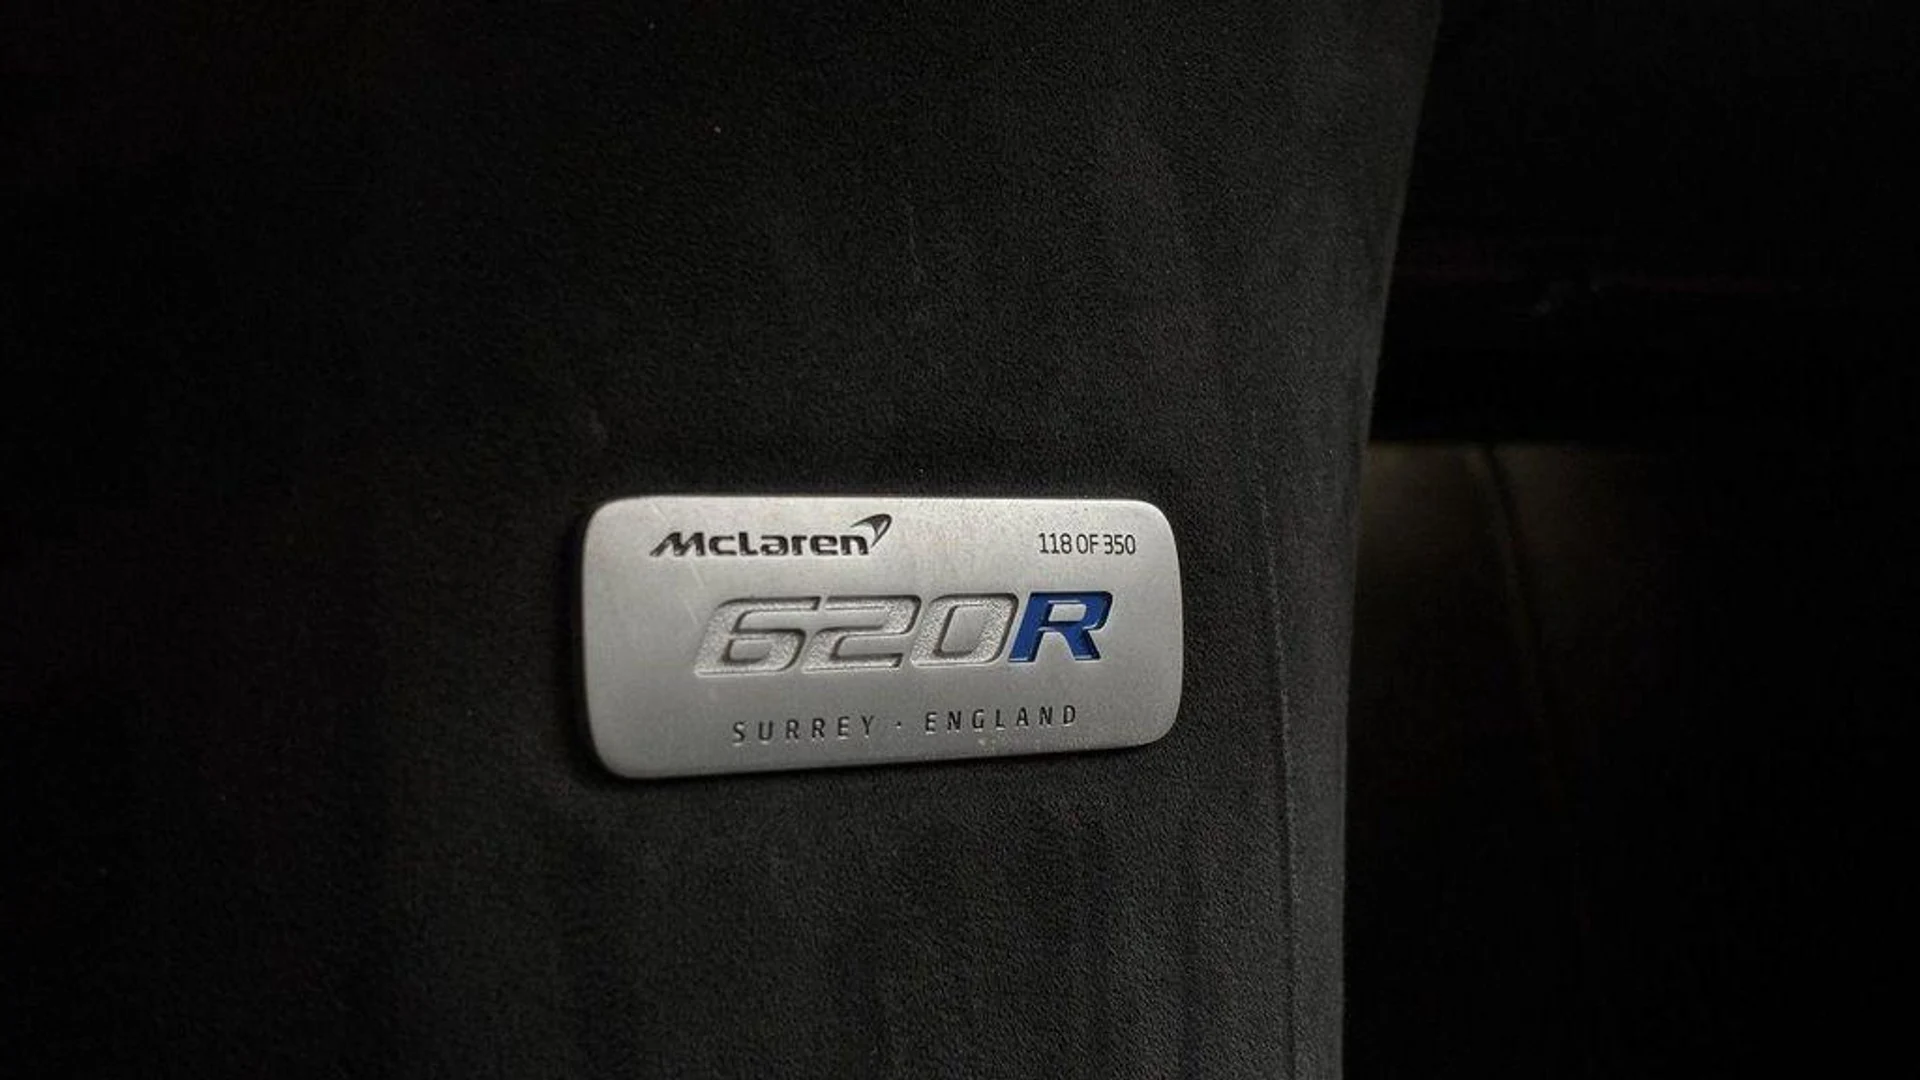 McLaren
118 OF 350
620R
SURREY · ENGLAND